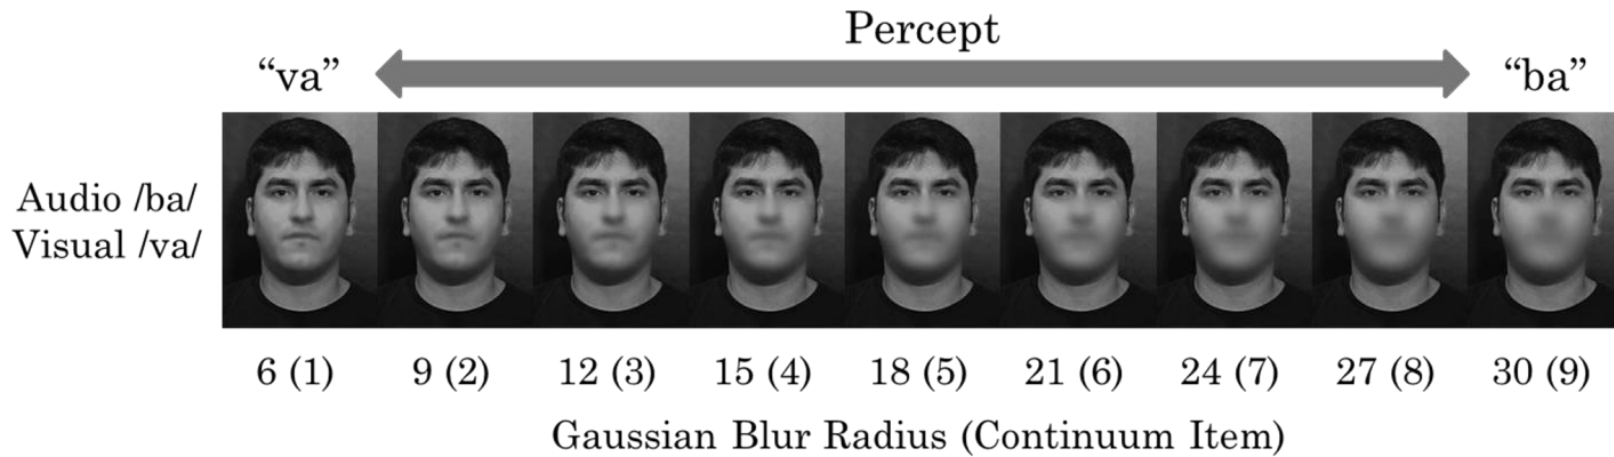 Percept
“va” “ba”
Audio /ba/
Visual /va/
6 (1) 9 (2) 12 (3) 15 (4) 18 (5) 21 (6) 24 (7) 27 (8) 30 (9)
Gaussian Blur Radius (Continuum Item)